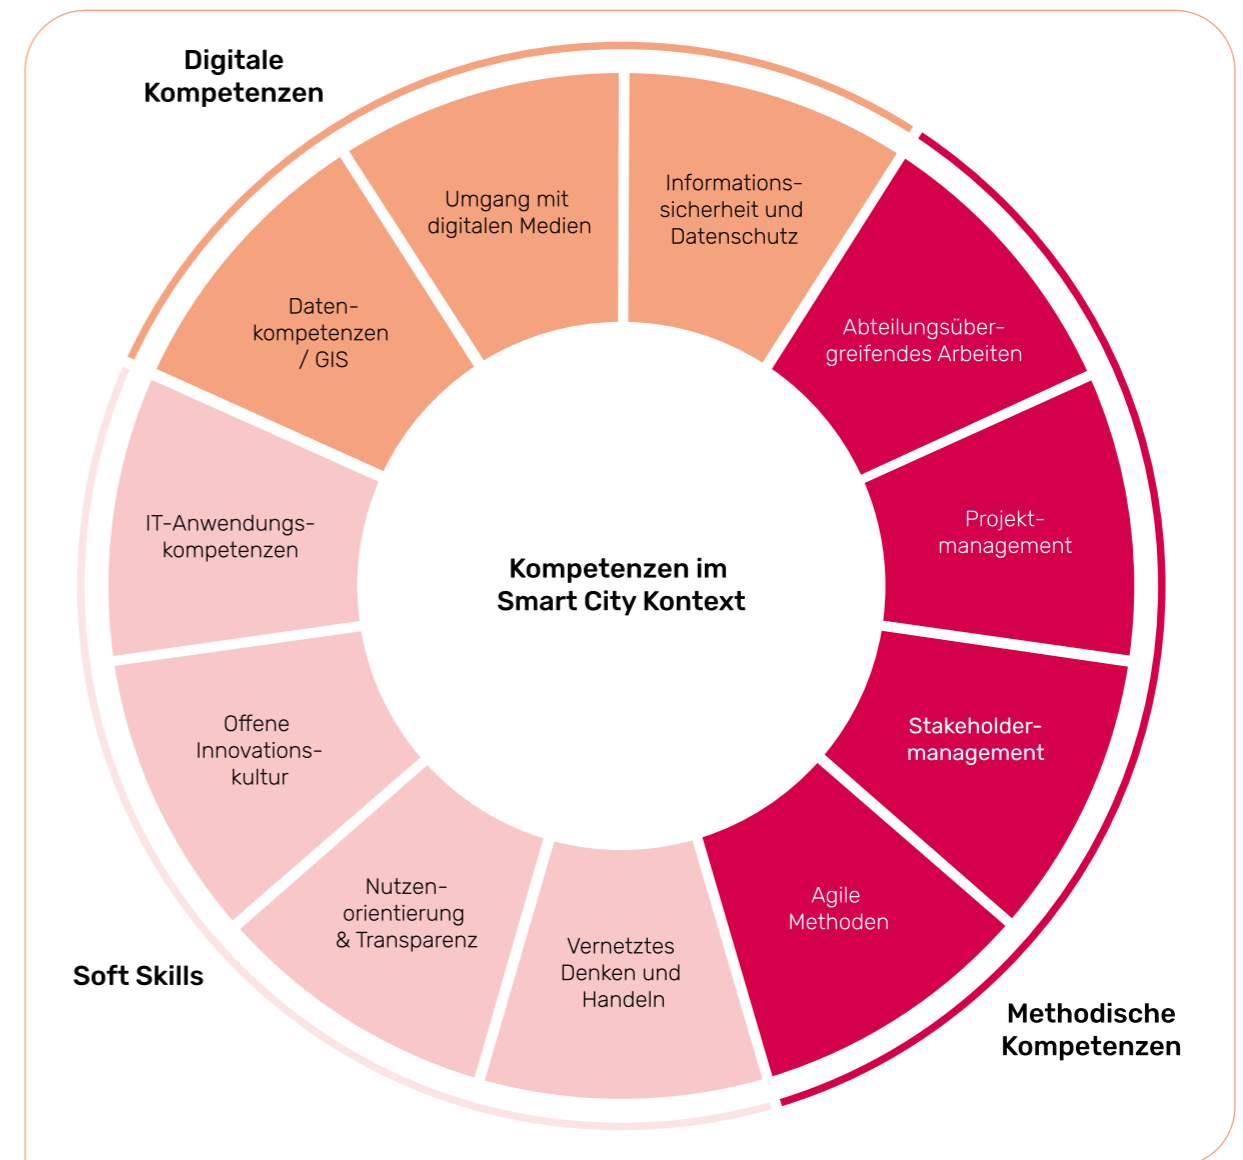 Digitale
Kompetenzen
Informations-
sicherheit und
Datenschutz
Umgang mit
digitalen Medien
Daten-
kompetenzen
/ GIS
Abteilungsüber-
greifendes Arbeiten
Projekt-
management
Stakeholder-
management
Agile
Methoden
Methodische
Kompetenzen
Kompetenzen im
Smart City Kontext
IT-Anwendungs-
kompetenzen
Offene
Innovations-
kultur
Nutzen-
orientierung
& Transparenz
Vernetztes
Denken und
Handeln
Soft Skills